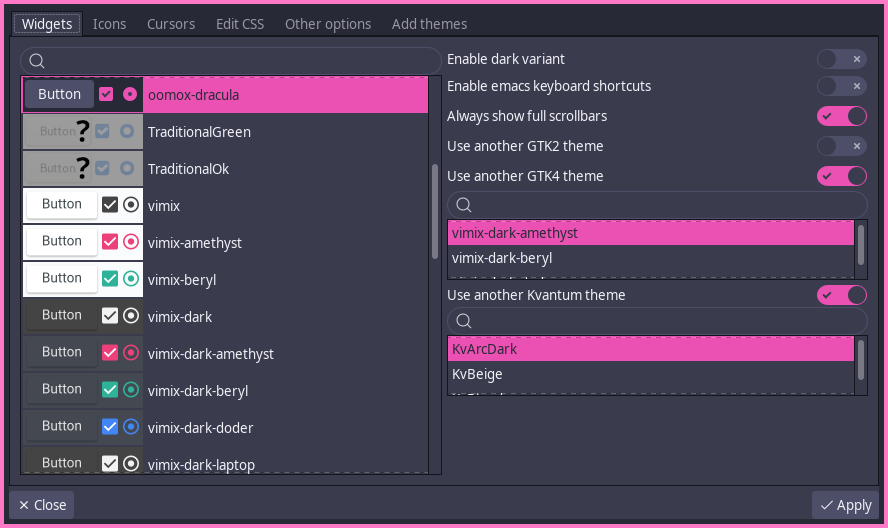 Widgets Icons Cursors Edit CSS Other options Add themes
Button oomox-dracula
Button ? TraditionalGreen
Button ? TraditionalOk
Button vimix
Button vimix-amethyst
Button vimix-beryl
Button vimix-dark
Button vimix-dark-amethyst
Button vimix-dark-beryl
Button vimix-dark-doder
Button vimix-dark-laptop
Enable dark variant
Enable emacs keyboard shortcuts
Always show full scrollbars
Use another GTK2 theme
Use another GTK4 theme
vimix-dark-amethyst
vimix-dark-beryl
Use another Kvantum theme
KvArcDark
KvBeige
Close
Apply